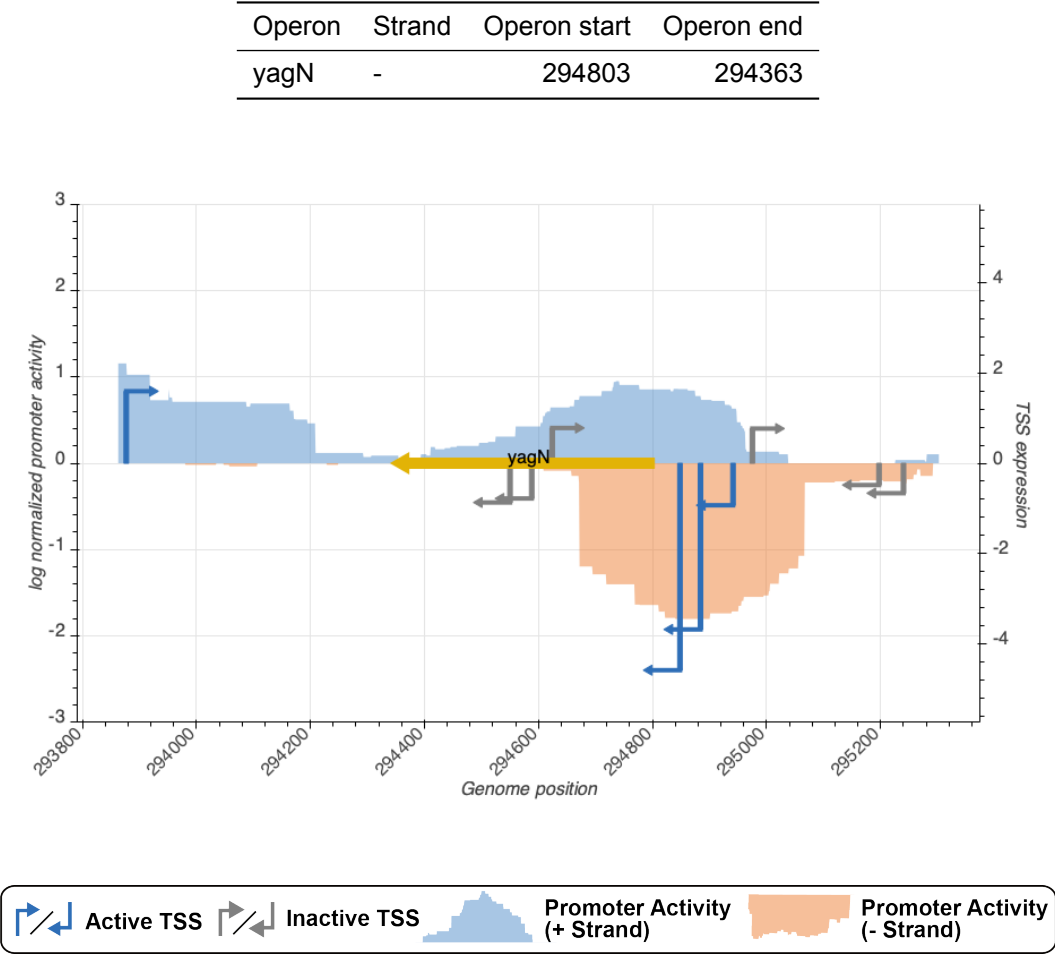 Operon Strand Operon start Operon end
yagN - 294803 294363
3
2
1
0
-1
-2
-3
log normalized promoter activity
4
2
0
-2
-4
TSS expression
yagN
293800 294000 294200 294400 294600 294800 295000 295200
Genome position
Active TSS
Inactive TSS
Promoter Activity
(+ Strand)
Promoter Activity
(- Strand)